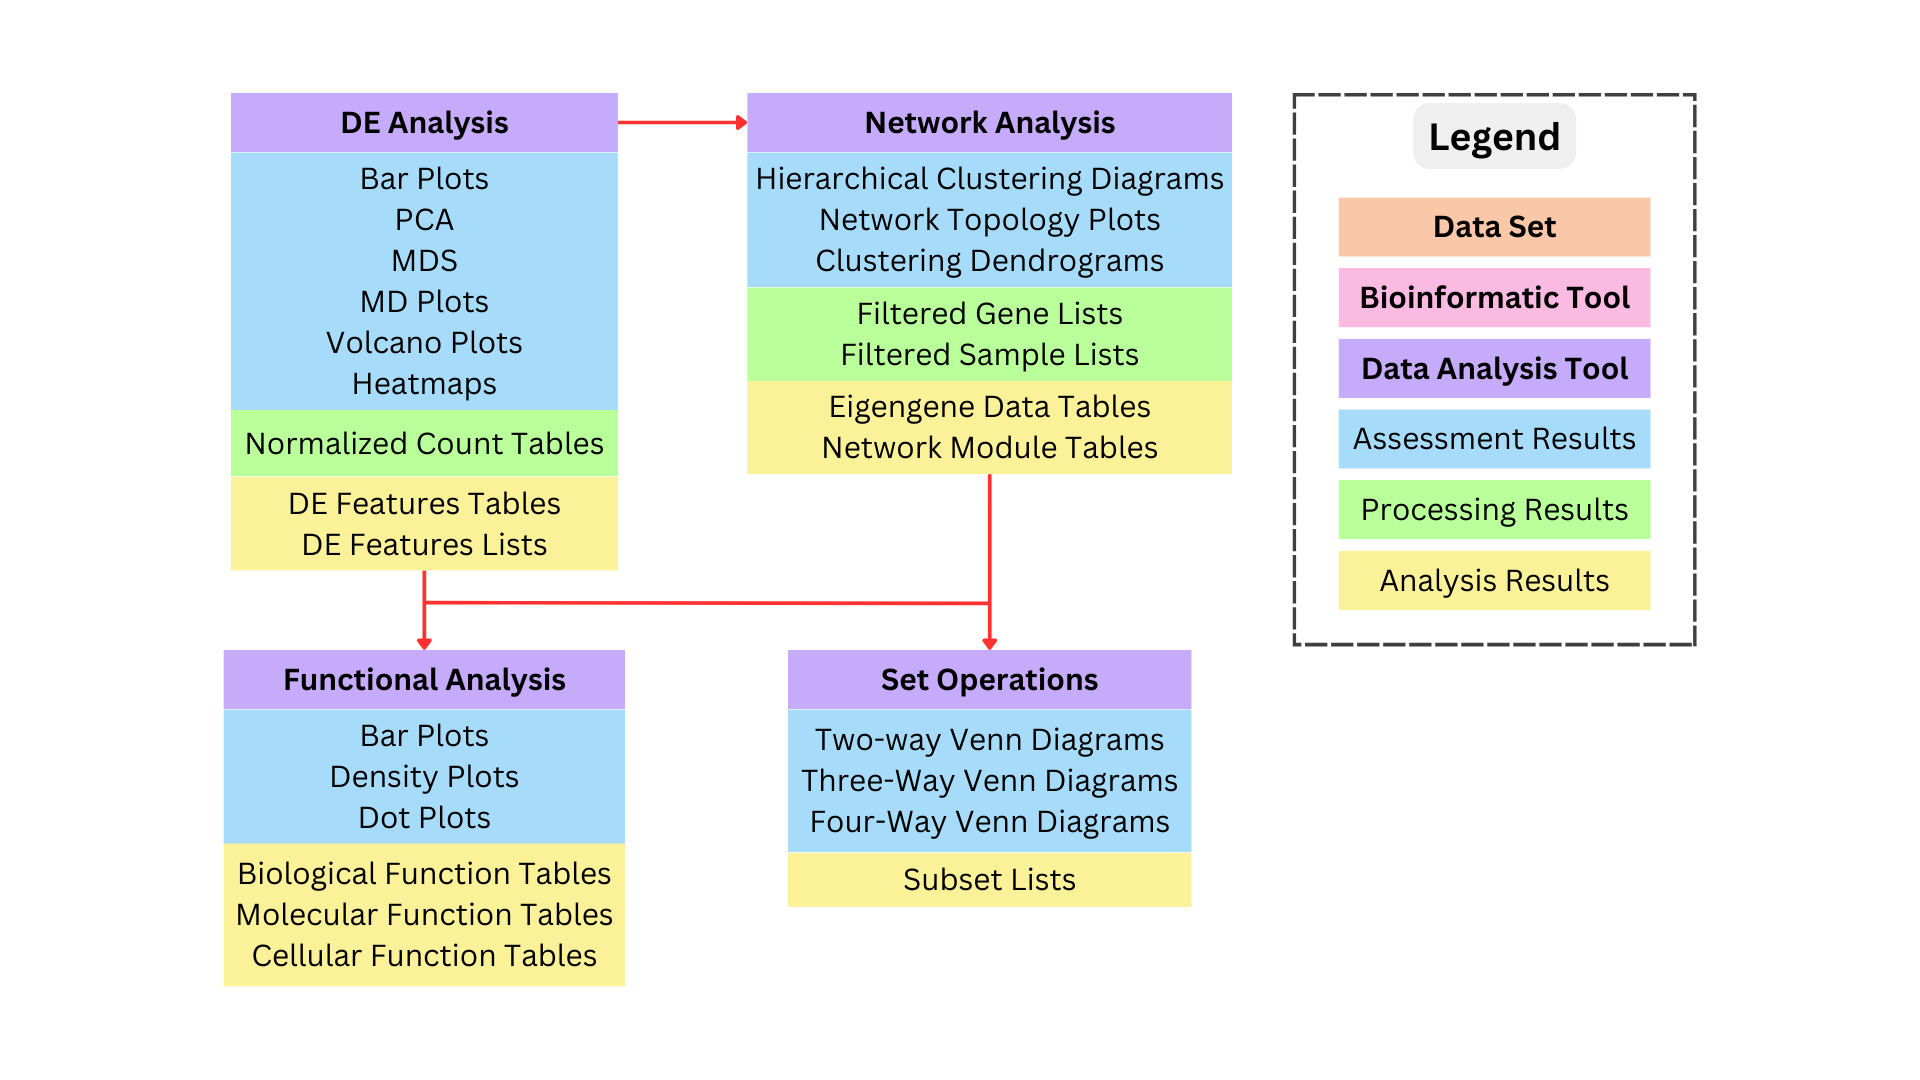 DE Analysis
Bar Plots
PCA
MDS
MD Plots
Volcano Plots
Heatmaps
Normalized Count Tables
DE Features Tables
DE Features Lists
Network Analysis
Hierarchical Clustering Diagrams
Network Topology Plots
Clustering Dendrograms
Filtered Gene Lists
Filtered Sample Lists
Eigengene Data Tables
Network Module Tables
Functional Analysis
Bar Plots
Density Plots
Dot Plots
Biological Function Tables
Molecular Function Tables
Cellular Function Tables
Set Operations
Two-way Venn Diagrams
Three-Way Venn Diagrams
Four-Way Venn Diagrams
Subset Lists
Legend
Data Set
Bioinformatic Tool
Data Analysis Tool
Assessment Results
Processing Results
Analysis Results